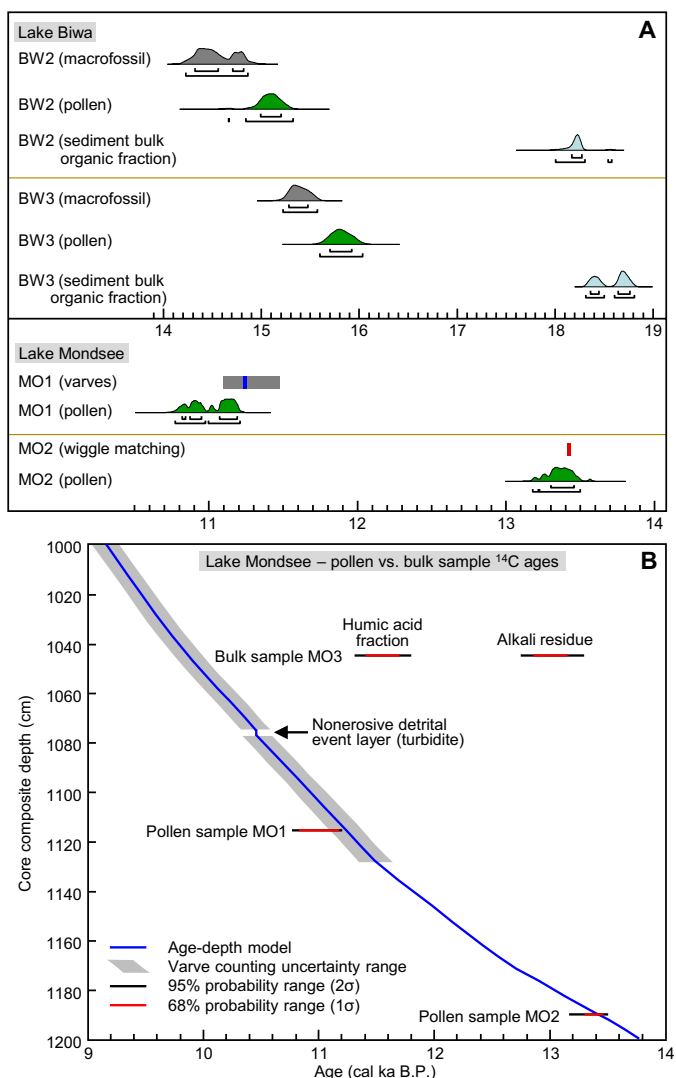 Lake Biwa
A
BW2 (macrofossil)
BW2 (pollen)
BW2 (sediment bulk
organic fraction)
BW3 (macrofossil)
BW3 (pollen)
BW3 (sediment bulk
organic fraction)
14 15 16 17 18 19
Lake Mondsee
MO1 (varves)
MO1 (pollen)
MO2 (wiggle matching)
MO2 (pollen)
11 12 13 14
Lake Mondsee – pollen vs. bulk sample ¹⁴C ages
B
1000
1020
1040
1060
1080
1100
1120
1140
1160
1180
1200
Core composite depth (cm)
Humic acid
fraction
Alkali residue
Bulk sample MO3
Nonerosive detrital
event layer (turbidite)
Pollen sample MO1
Age-depth model
Varve counting uncertainty range
95% probability range (2σ)
68% probability range (1σ)
Pollen sample MO2
9 10 11 12 13 14
Age (cal ka B.P.)